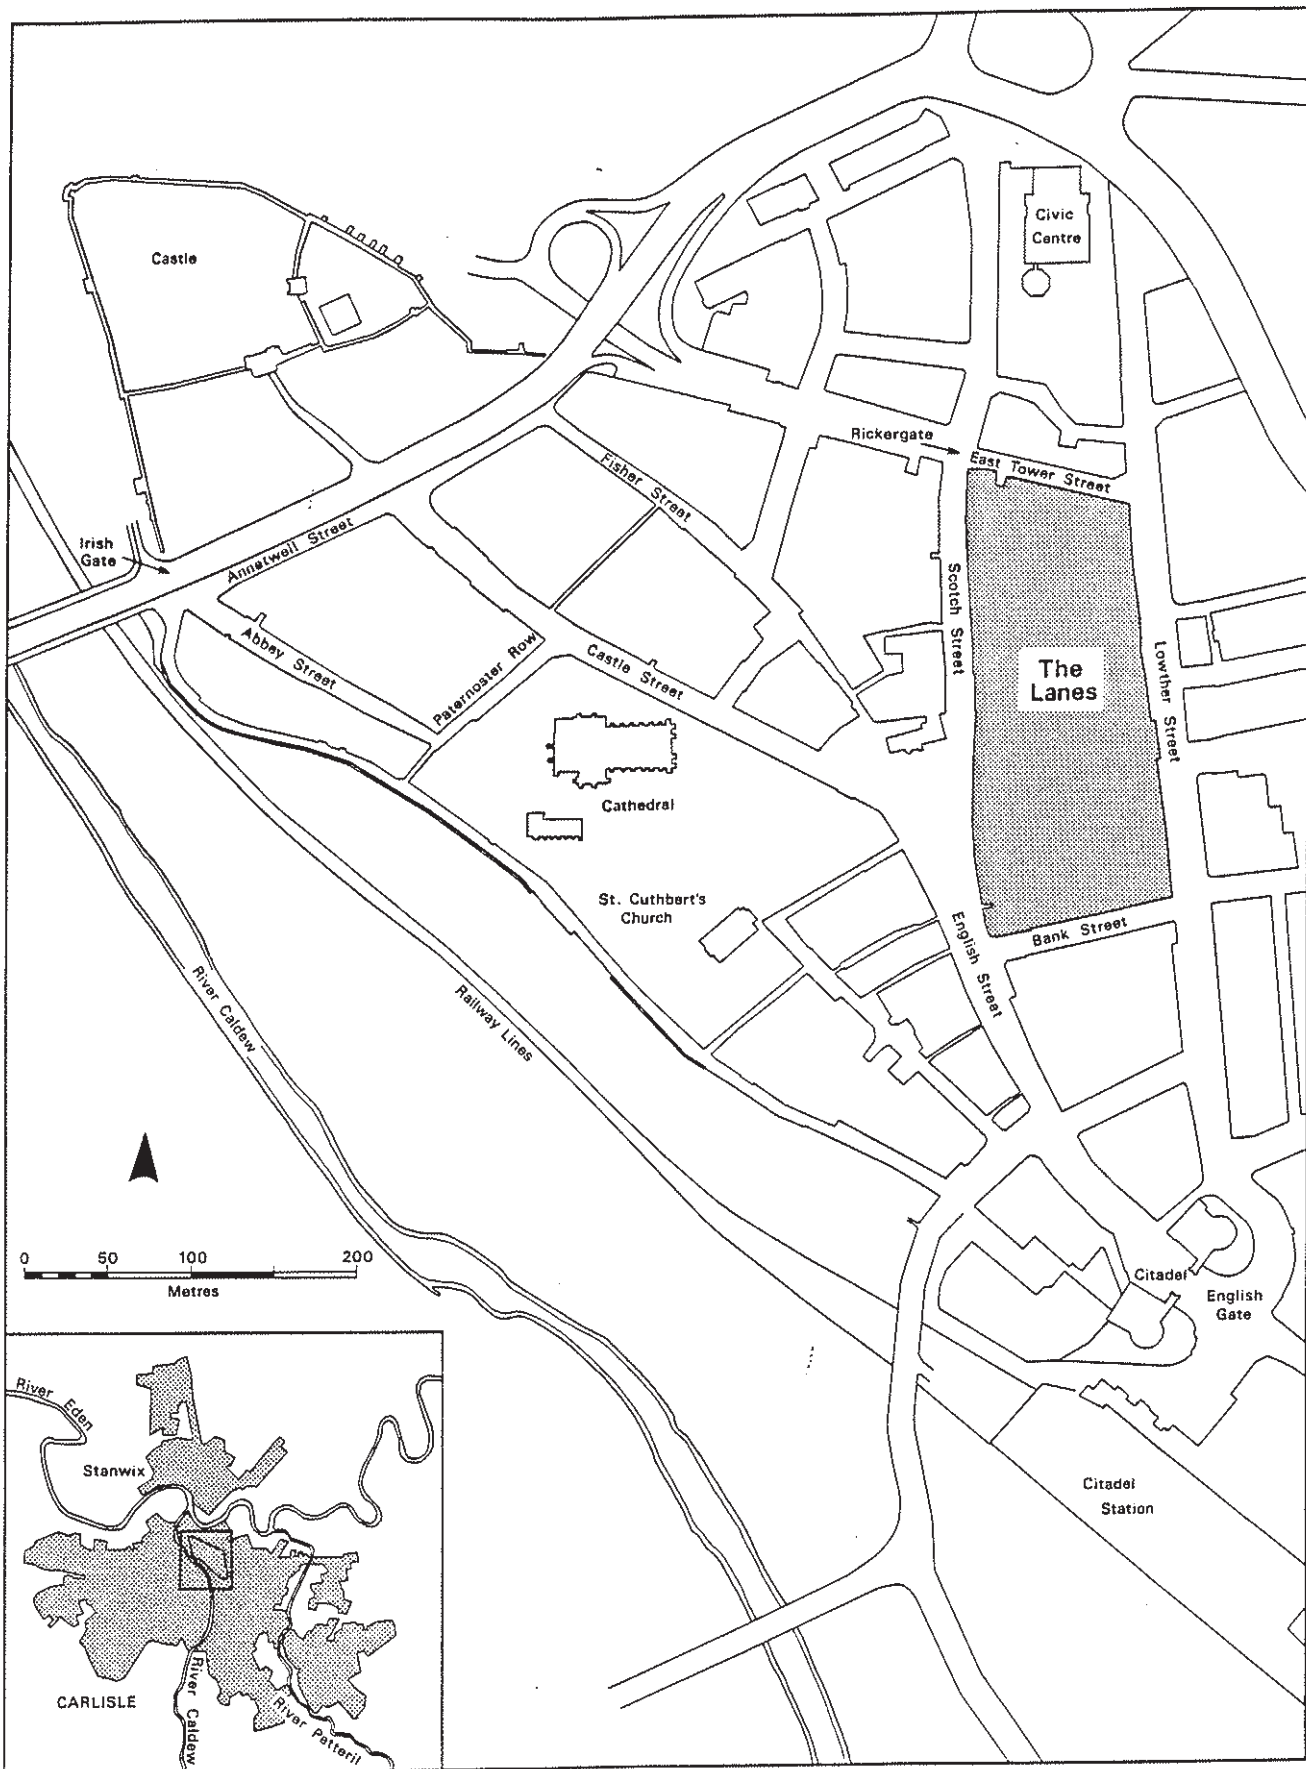 Civic
Centre
Castle
Rickergate
East Tower Street
Fisher Street
Irish
Gate
Annetwell Street
Scotch Street
Abbey Street
Paternoster Row
Castle Street
Lowther Street
The
Lanes
Cathedral
St. Cuthbert's
Church
English Street
Bank Street
River Caldew
Railway Lines
0 50 100 200
Metres
Citadel
English
Gate
Citadel
Station
River Eden
Stanwix
CARLISLE
River Caldew
River Petteril